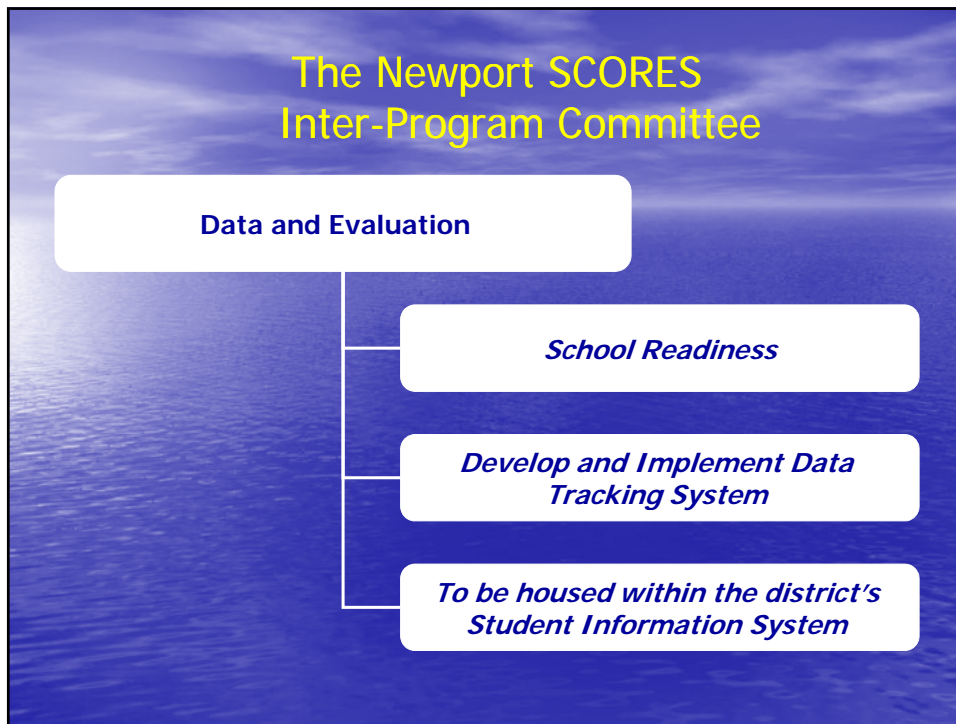 The Newport SCORES
Inter-Program Committee
Data and Evaluation
School Readiness
Develop and Implement Data
Tracking System
To be housed within the district's
Student Information System